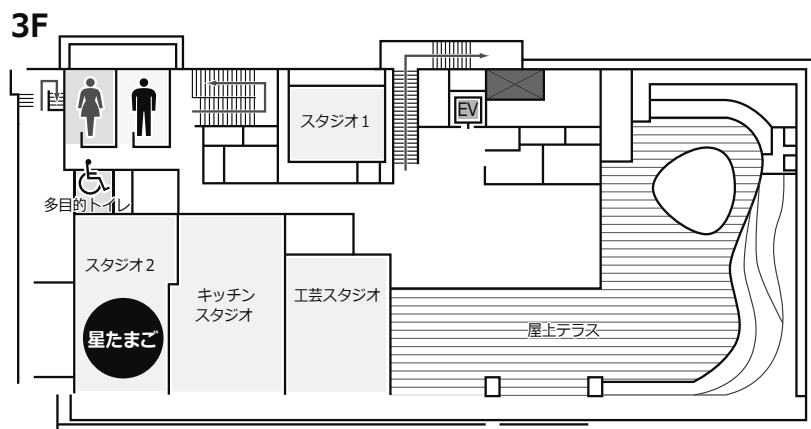 3F
スタジオ1
EV
多目的トイレ
スタジオ2
キッチン
スタジオ
工芸スタジオ
星たまご
屋上テラス